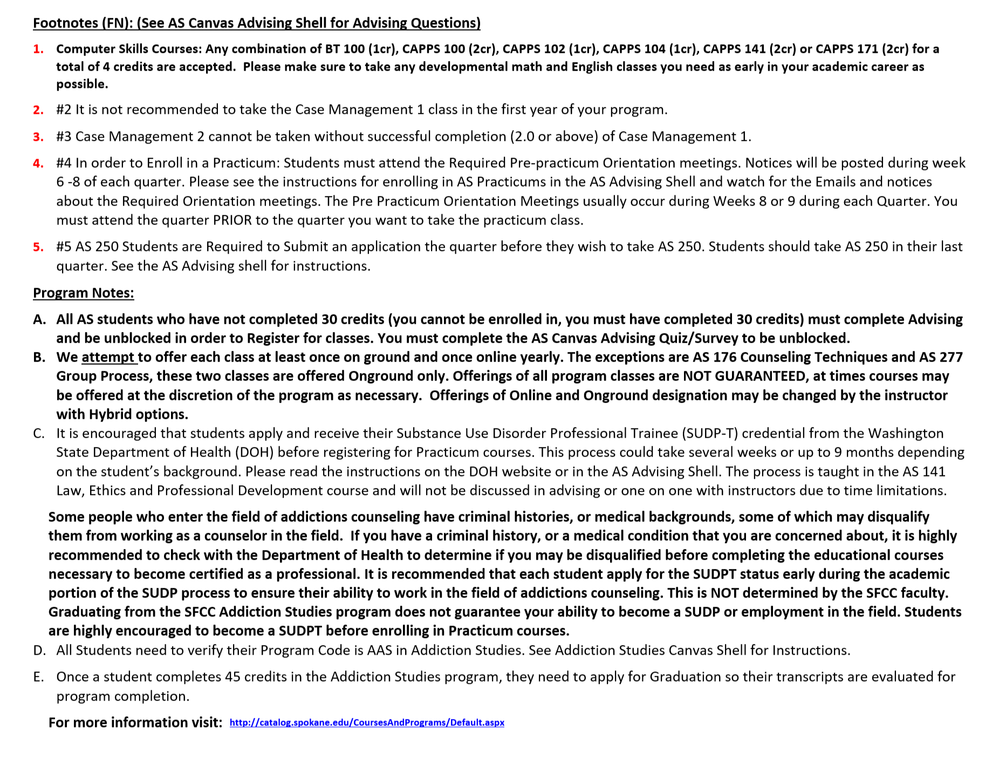 Footnotes (FN): (See AS Canvas Advising Shell for Advising Questions)
1. Computer Skills Courses: Any combination of BT 100 (1cr), CAPPS 100 (2cr), CAPPS 102 (1cr), CAPPS 104 (1cr), CAPPS 141 (2cr) or CAPPS 171 (2cr) for a
total of 4 credits are accepted.  Please make sure to take any developmental math and English classes you need as early in your academic career as
possible.
2. #2 It is not recommended to take the Case Management 1 class in the first year of your program.
3. #3 Case Management 2 cannot be taken without successful completion (2.0 or above) of Case Management 1.
4. #4 In order to Enroll in a Practicum: Students must attend the Required Pre-practicum Orientation meetings. Notices will be posted during week
6 -8 of each quarter. Please see the instructions for enrolling in AS Practicums in the AS Advising Shell and watch for the Emails and notices
about the Required Orientation meetings. The Pre Practicum Orientation Meetings usually occur during Weeks 8 or 9 during each Quarter. You
must attend the quarter PRIOR to the quarter you want to take the practicum class.
5. #5 AS 250 Students are Required to Submit an application the quarter before they wish to take AS 250. Students should take AS 250 in their last
quarter. See the AS Advising shell for instructions.
Program Notes:
A. All AS students who have not completed 30 credits (you cannot be enrolled in, you must have completed 30 credits) must complete Advising
and be unblocked in order to Register for classes. You must complete the AS Canvas Advising Quiz/Survey to be unblocked.
B. We attempt to offer each class at least once on ground and once online yearly. The exceptions are AS 176 Counseling Techniques and AS 277
Group Process, these two classes are offered Onground only. Offerings of all program classes are NOT GUARANTEED, at times courses may
be offered at the discretion of the program as necessary.  Offerings of Online and Onground designation may be changed by the instructor
with Hybrid options.
C. It is encouraged that students apply and receive their Substance Use Disorder Professional Trainee (SUDP-T) credential from the Washington
State Department of Health (DOH) before registering for Practicum courses. This process could take several weeks or up to 9 months depending
on the student’s background. Please read the instructions on the DOH website or in the AS Advising Shell. The process is taught in the AS 141
Law, Ethics and Professional Development course and will not be discussed in advising or one on one with instructors due to time limitations.
Some people who enter the field of addictions counseling have criminal histories, or medical backgrounds, some of which may disqualify
them from working as a counselor in the field.  If you have a criminal history, or a medical condition that you are concerned about, it is highly
recommended to check with the Department of Health to determine if you may be disqualified before completing the educational courses
necessary to become certified as a professional. It is recommended that each student apply for the SUDPT status early during the academic
portion of the SUDP process to ensure their ability to work in the field of addictions counseling. This is NOT determined by the SFCC faculty.
Graduating from the SFCC Addiction Studies program does not guarantee your ability to become a SUDP or employment in the field. Students
are highly encouraged to become a SUDPT before enrolling in Practicum courses.
D. All Students need to verify their Program Code is AAS in Addiction Studies. See Addiction Studies Canvas Shell for Instructions.
E. Once a student completes 45 credits in the Addiction Studies program, they need to apply for Graduation so their transcripts are evaluated for
program completion.
For more information visit: http://catalog.spokane.edu/CoursesAndPrograms/Default.aspx